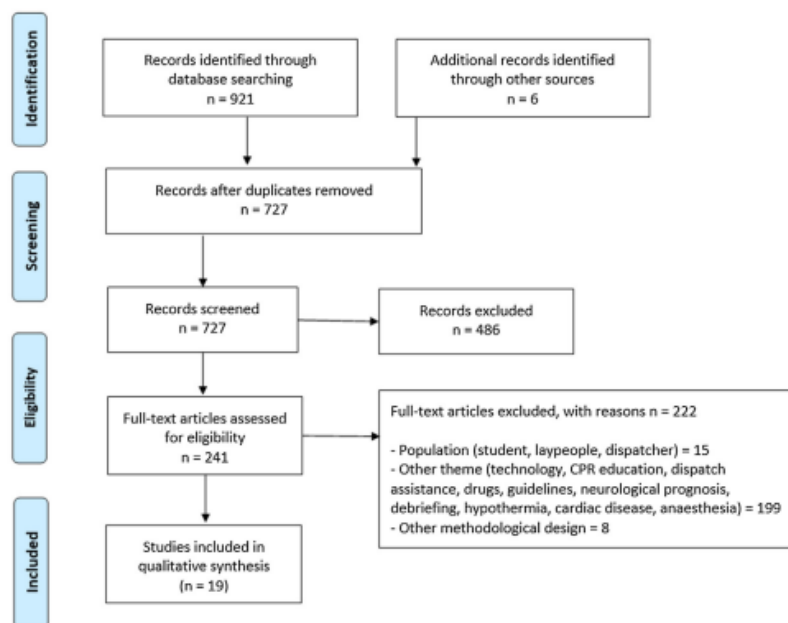 Identification
Records identified through
database searching
n = 921
Additional records identified
through other sources
n = 6
Screening
Records after duplicates removed
n = 727
Records screened
n = 727
Records excluded
n = 486
Eligibility
Full-text articles assessed
for eligibility
n = 241
Full-text articles excluded, with reasons n = 222
- Population (student, laypeople, dispatcher) = 15
- Other theme (technology, CPR education, dispatch
assistance, drugs, guidelines, neurological prognosis,
debriefing, hypothermia, cardiac disease, anaesthesia) = 199
- Other methodological design = 8
Included
Studies included in
qualitative synthesis
(n = 19)